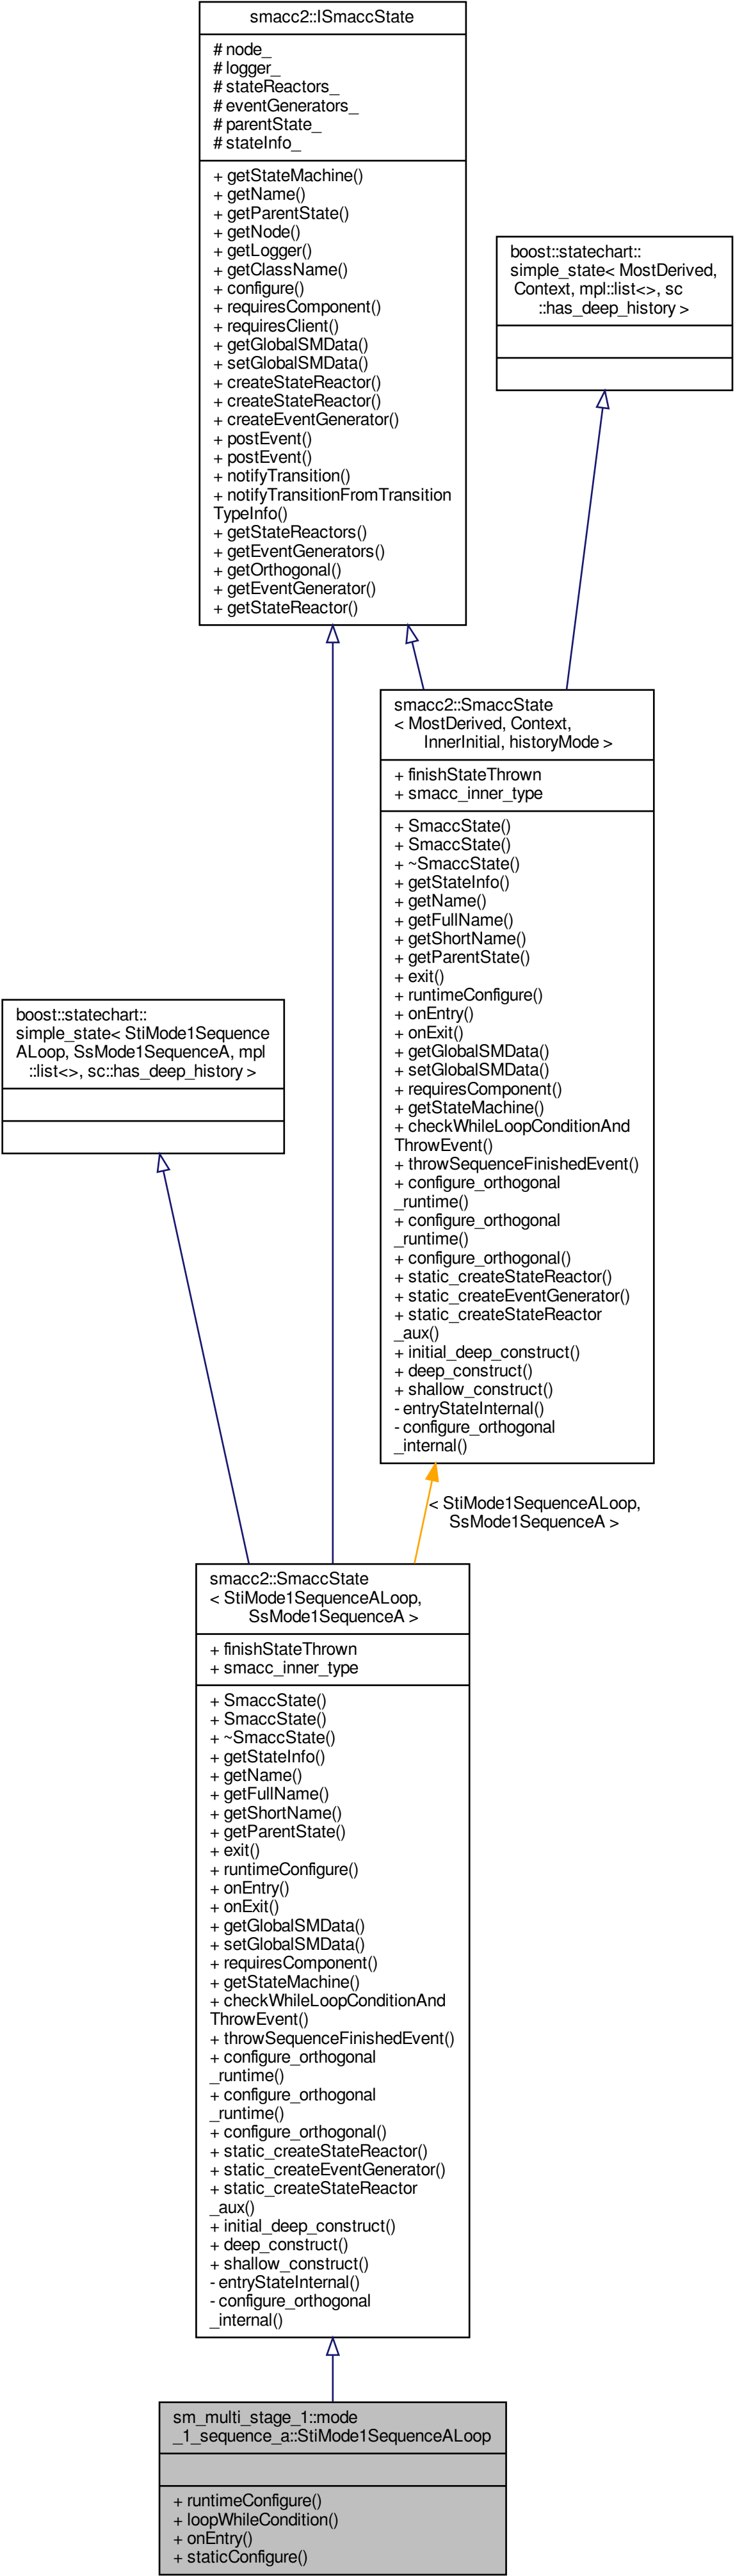 smacc2::ISmaccState
# node_
# logger_
# stateReactors_
# eventGenerators_
# parentState_
# stateInfo_
+ getStateMachine()
+ getName()
+ getParentState()
+ getNode()
+ getLogger()
+ getClassName()
+ configure()
+ requiresComponent()
+ requiresClient()
+ getGlobalSMData()
+ setGlobalSMData()
+ createStateReactor()
+ createStateReactor()
+ createEventGenerator()
+ postEvent()
+ postEvent()
+ notifyTransition()
+ notifyTransitionFromTransition
TypeInfo()
+ getStateReactors()
+ getEventGenerators()
+ getOrthogonal()
+ getEventGenerator()
+ getStateReactor()
boost::statechart::
simple_state< MostDerived,
Context, mpl::list<>, sc
::has_deep_history >
smacc2::SmaccState
< MostDerived, Context,
InnerInitial, historyMode >
+ finishStateThrown
+ smacc_inner_type
+ SmaccState()
+ SmaccState()
+ ~SmaccState()
+ getStateInfo()
+ getName()
+ getFullName()
+ getShortName()
+ getParentState()
+ exit()
+ runtimeConfigure()
+ onEntry()
+ onExit()
+ getGlobalSMData()
+ setGlobalSMData()
+ requiresComponent()
+ getStateMachine()
+ checkWhileLoopConditionAnd
ThrowEvent()
+ throwSequenceFinishedEvent()
+ configure_orthogonal
_runtime()
+ configure_orthogonal
_runtime()
+ configure_orthogonal()
+ static_createStateReactor()
+ static_createEventGenerator()
+ static_createStateReactor
_aux()
+ initial_deep_construct()
+ deep_construct()
+ shallow_construct()
- entryStateInternal()
- configure_orthogonal
_internal()
boost::statechart::
simple_state< StiMode1Sequence
ALoop, SsMode1SequenceA, mpl
::list<>, sc::has_deep_history >
< StiMode1SequenceALoop,
SsMode1SequenceA >
smacc2::SmaccState
< StiMode1SequenceALoop,
SsMode1SequenceA >
+ finishStateThrown
+ smacc_inner_type
+ SmaccState()
+ SmaccState()
+ ~SmaccState()
+ getStateInfo()
+ getName()
+ getFullName()
+ getShortName()
+ getParentState()
+ exit()
+ runtimeConfigure()
+ onEntry()
+ onExit()
+ getGlobalSMData()
+ setGlobalSMData()
+ requiresComponent()
+ getStateMachine()
+ checkWhileLoopConditionAnd
ThrowEvent()
+ throwSequenceFinishedEvent()
+ configure_orthogonal
_runtime()
+ configure_orthogonal
_runtime()
+ configure_orthogonal()
+ static_createStateReactor()
+ static_createEventGenerator()
+ static_createStateReactor
_aux()
+ initial_deep_construct()
+ deep_construct()
+ shallow_construct()
- entryStateInternal()
- configure_orthogonal
_internal()
sm_multi_stage_1::mode
_1_sequence_a::StiMode1SequenceALoop
+ runtimeConfigure()
+ loopWhileCondition()
+ onEntry()
+ staticConfigure()